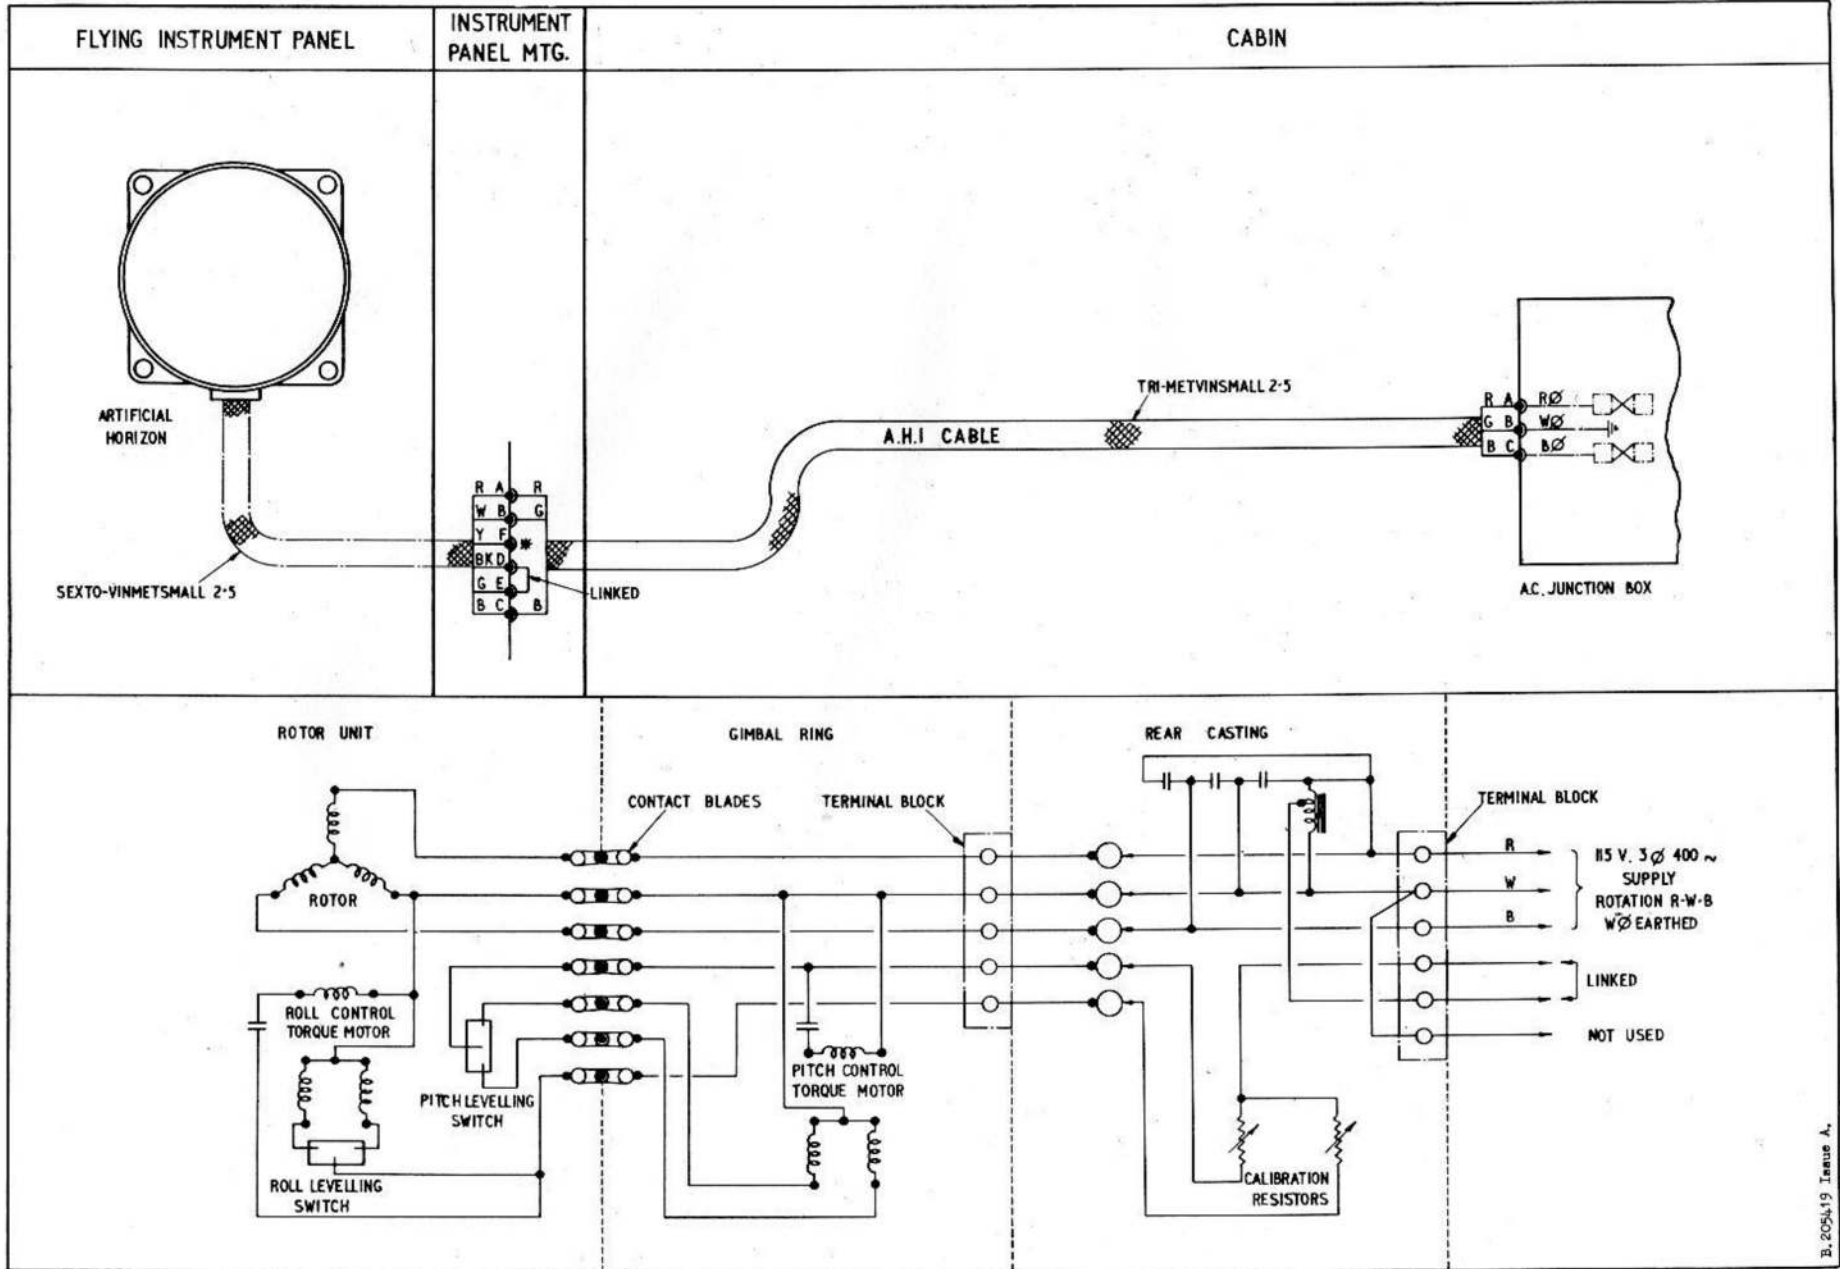 FLYING INSTRUMENT PANEL
INSTRUMENT
PANEL MTG.
CABIN
ARTIFICIAL
HORIZON
SEXTO-VINMETSMALL 2·5
R A R
W B G
Y F *
BK D
G E
B C B
LINKED
A.H.I CABLE
TRI-METVINSMALL 2·5
R A RØ
G B WØ
B C BØ
A.C. JUNCTION BOX
ROTOR UNIT
GIMBAL RING
REAR CASTING
CONTACT BLADES
TERMINAL BLOCK
TERMINAL BLOCK
ROTOR
R
W
B
115 V. 3Ø 400 ~
SUPPLY
ROTATION R-W-B
WØ EARTHED
LINKED
NOT USED
ROLL CONTROL
TORQUE MOTOR
PITCH LEVELLING
SWITCH
PITCH CONTROL
TORQUE MOTOR
ROLL LEVELLING
SWITCH
CALIBRATION
RESISTORS
B.205419 Issue A.